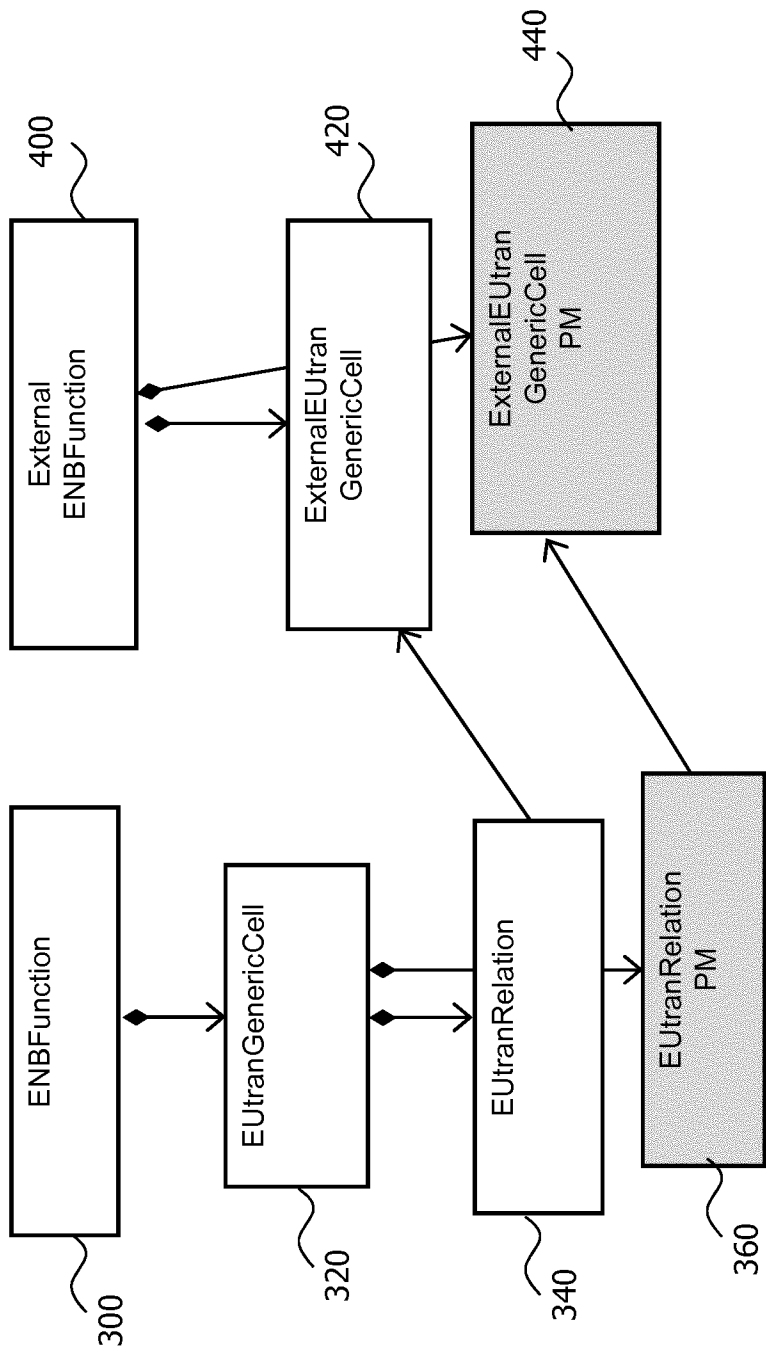 ENBFunction
300
EUtranGenericCell
320
EUtranRelation
340
EUtranRelation
PM
360
External
ENBFunction
400
ExternalEUtran
GenericCell
420
ExternalEUtran
GenericCell
PM
440